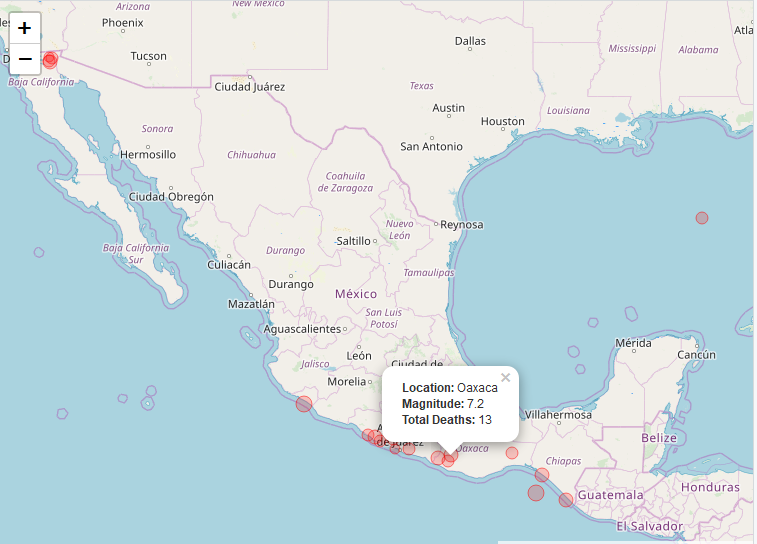 New Mexico
Arizona
Phoenix
Dallas
Mississippi
Alabama
+
−
Tucson
Baja California
Ciudad Juárez
Texas
Austin
Louisiana
Houston
Sonora
San Antonio
Hermosillo
Chihuahua
Coahuila
de Zaragoza
Ciudad Obregón
Nuevo
León
Reynosa
Saltillo
Baja California
Sur
Durango
Culiacán
Tamaulipas
Durango
México
Mazatlán
San Luis
Potosí
Aguascalientes
Mérida
León
Cancún
Jalisco
Ciudad de
Morelia
×
Location: Oaxaca
Magnitude: 7.2
Total Deaths: 13
Villahermosa
de Juárez
Oaxaca
Belize
Chiapas
Guatemala
Honduras
El Salvador